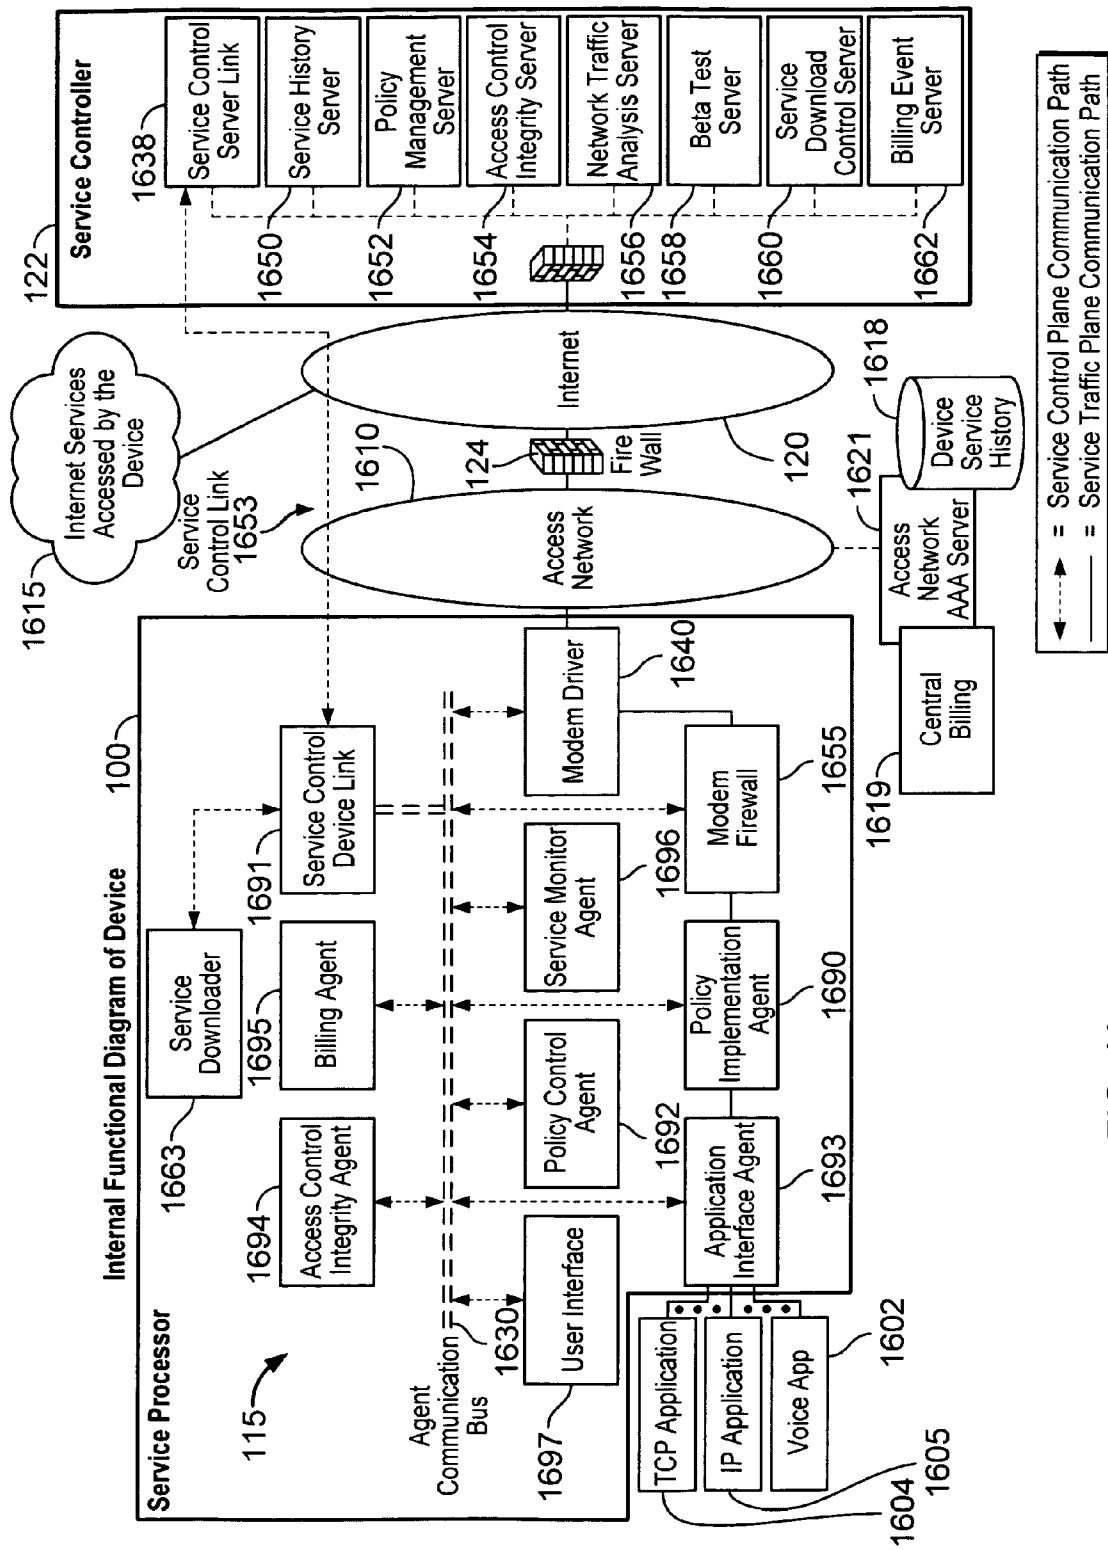 Internal Functional Diagram of Device
Service Processor
115
100
1663
Service
Downloader
1694
Access Control
Integrity Agent
1695
Billing Agent
1691
Service Control
Device Link
Agent
Communication
Bus
1630
1697
User Interface
Policy Control
Agent
1692
Service Monitor
Agent
1696
Modem Driver
1640
TCP Application
IP Application
Voice App
1604
1605
1602
Application
Interface Agent
1693
Policy
Implementation
Agent
1690
Modem
Firewall
1655
1615
Internet Services
Accessed by the
Device
Service
Control Link
1653
1610
Access
Network
124
Fire
Wall
Internet
120
1619
Central
Billing
Access
Network
AAA Server
1621
Device
Service
History
1618
122
Service Controller
1638
Service Control
Server Link
1650
Service History
Server
1652
Policy
Management
Server
1654
Access Control
Integrity Server
1656
Network Traffic
Analysis Server
1658
Beta Test
Server
1660
Service
Download
Control Server
1662
Billing Event
Server
= Service Control Plane Communication Path
= Service Traffic Plane Communication Path